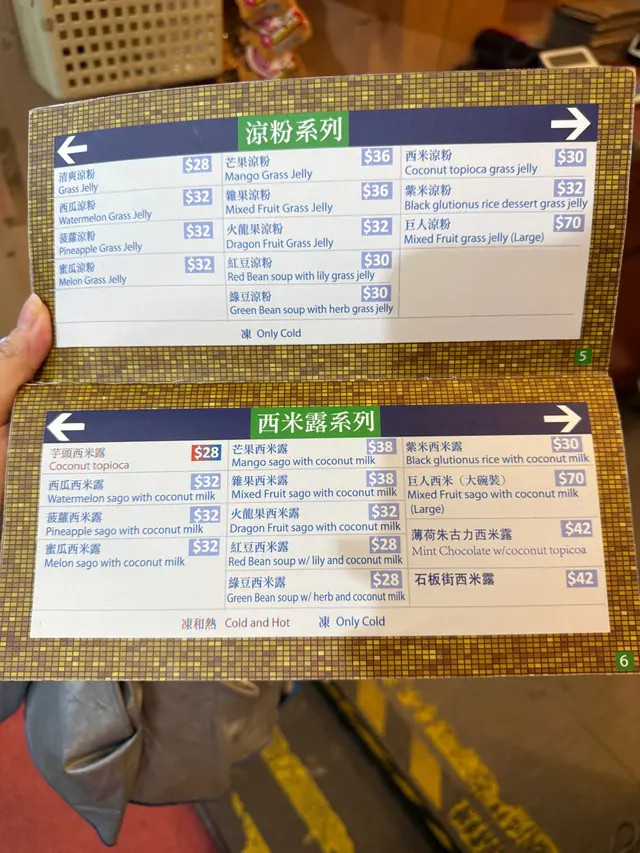 涼粉系列
清爽涼粉 $28
Grass Jelly
西瓜涼粉 $32
Watermelon Grass Jelly
菠蘿涼粉 $32
Pineapple Grass Jelly
蜜瓜涼粉 $32
Melon Grass Jelly
芒果涼粉 $36
Mango Grass Jelly
雜果涼粉 $36
Mixed Fruit Grass Jelly
火龍果涼粉 $32
Dragon Fruit Grass Jelly
紅豆涼粉 $30
Red Bean soup with lily grass jelly
綠豆涼粉 $30
Green Bean soup with herb grass jelly
西米涼粉 $30
Coconut topioca grass jelly
紫米涼粉 $32
Black glutionus rice dessert grass jelly
巨人涼粉 $70
Mixed Fruit grass jelly (Large)
凍 Only Cold
5
西米露系列
芋頭西米露 $28
Coconut topioca
西瓜西米露 $32
Watermelon sago with coconut milk
菠蘿西米露 $32
Pineapple sago with coconut milk
蜜瓜西米露 $32
Melon sago with coconut milk
芒果西米露 $38
Mango sago with coconut milk
雜果西米露 $38
Mixed Fruit sago with coconut milk
火龍果西米露 $32
Dragon Fruit sago with coconut milk
紅豆西米露 $28
Red Bean soup w/ lily and coconut milk
綠豆西米露 $28
Green Bean soup w/ herb and coconut milk
紫米西米露 $30
Black glutionus rice with coconut milk
巨人西米（大碗裝） $70
Mixed Fruit sago with coconut milk
(Large)
薄荷朱古力西米露 $42
Mint Chocolate w/coconut topicoa
石板街西米露 $42
凍和熱 Cold and Hot 凍 Only Cold
6